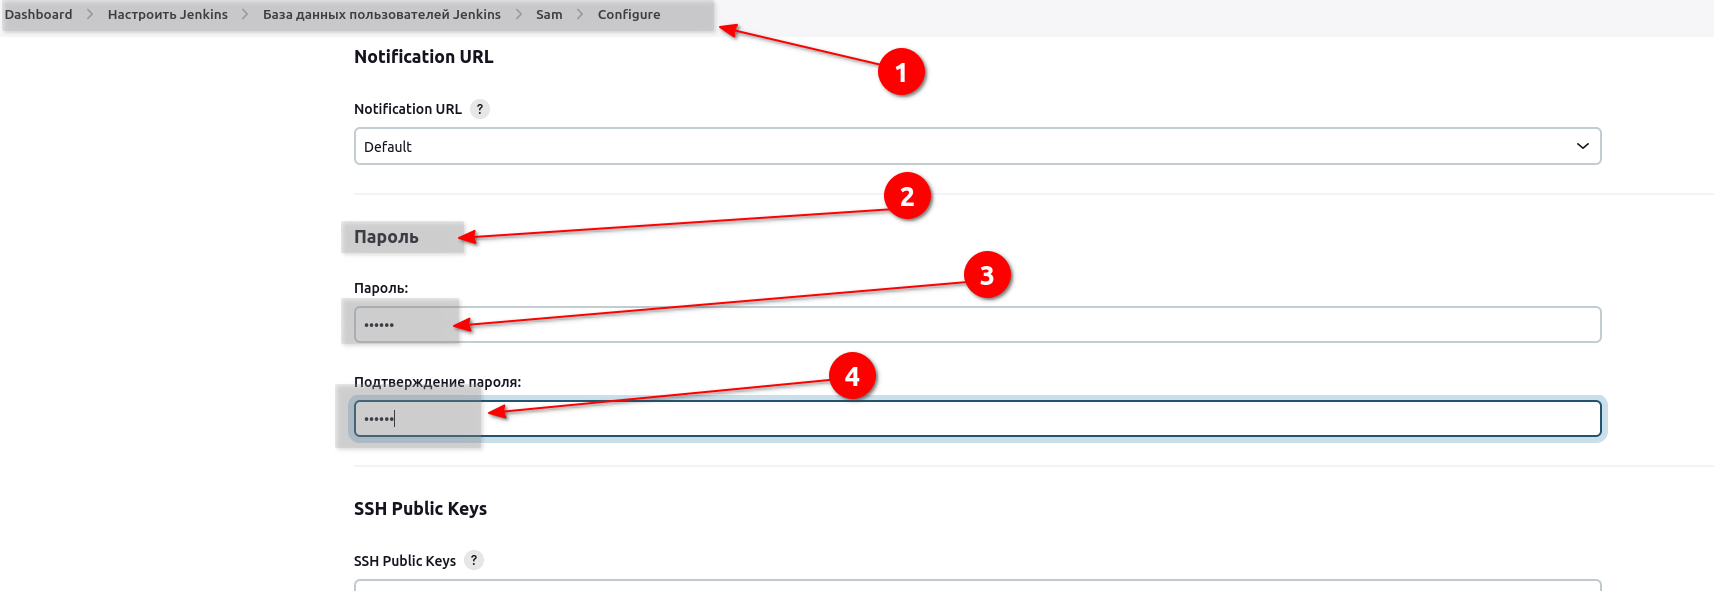 Dashboard > Настроить Jenkins > База данных пользователей Jenkins > Sam > Configure
1
Notification URL
Notification URL ?
Default
2
Пароль
3
Пароль:
••••••
4
Подтверждение пароля:
••••••
SSH Public Keys
SSH Public Keys ?